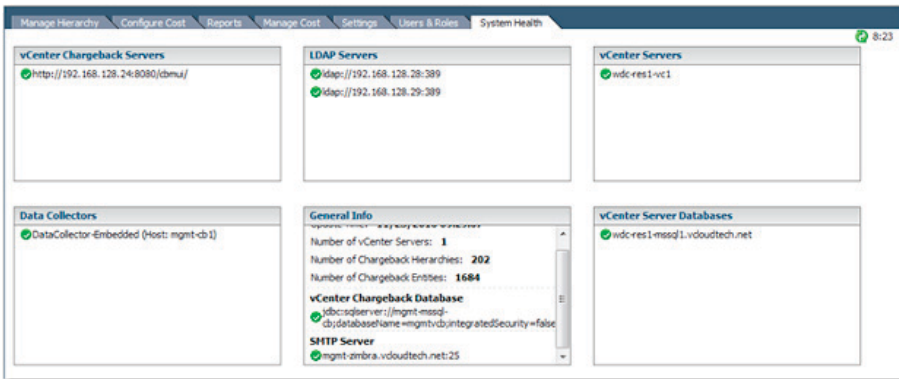 Manage Hierarchy Configure Cost Reports Manage Cost Settings Users & Roles System Health
8:23
vCenter Chargeback Servers
http://192.168.128.24:8080/cbmui/
LDAP Servers
ldap://192.168.128.28:389
ldap://192.168.128.29:389
vCenter Servers
wdc-res1-vc1
Data Collectors
DataCollector-Embedded (Host: mgmt-cb1)
General Info
Number of vCenter Servers: 1
Number of Chargeback Hierarchies: 202
Number of Chargeback Entities: 1684
vCenter Chargeback Database
jdbc:sqlserver://mgmt-mssql-
cb;databaseName=mgmtvcb;integratedSecurity=false
SMTP Server
mgmt-zimbra.vcloudtech.net:25
vCenter Server Databases
wdc-res1-mssql1.vcloudtech.net